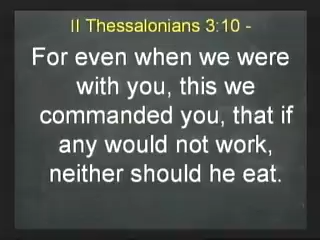 II Thessalonians 3:10 -
For even when we were
with you, this we
commanded you, that if
any would not work,
neither should he eat.